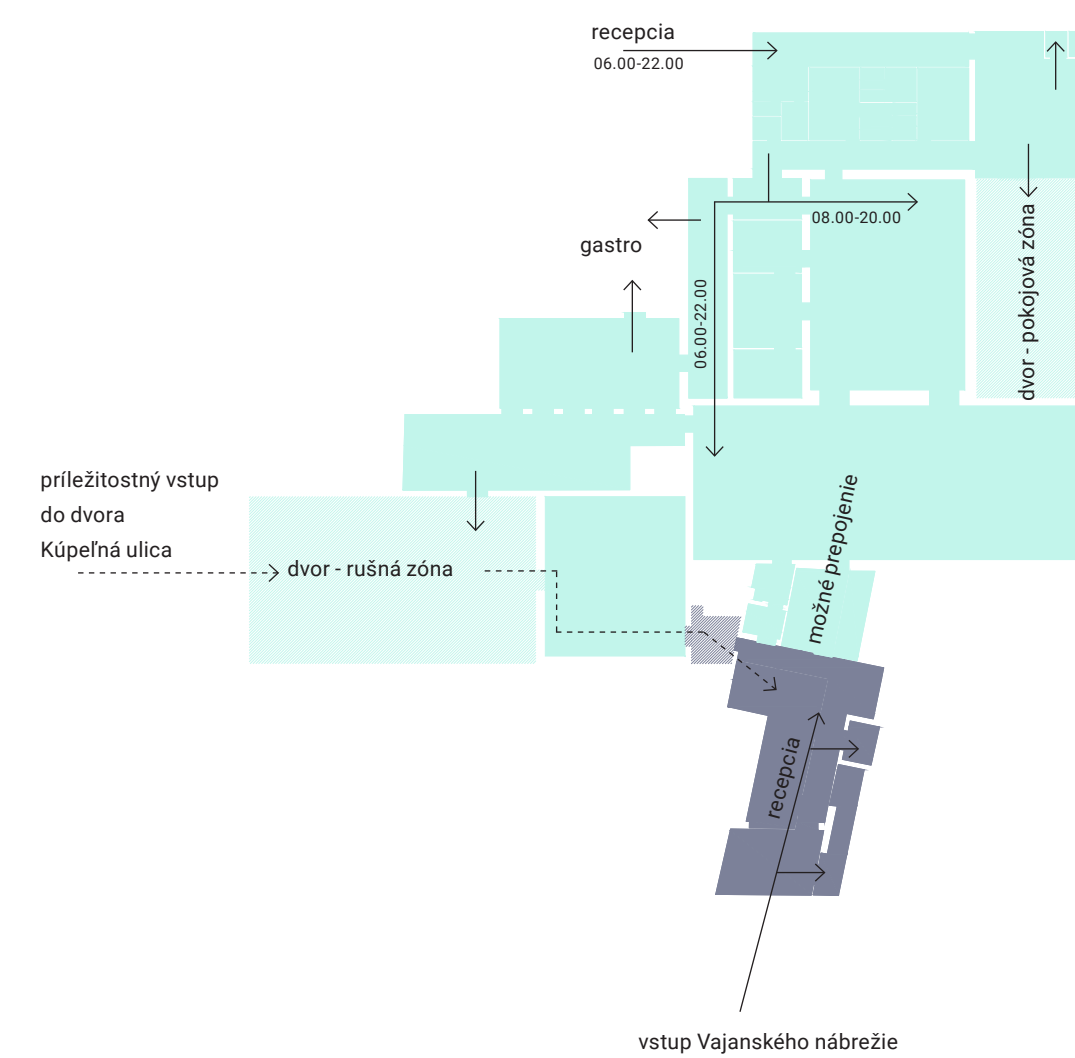 recepcia
06.00-22.00
08.00-20.00
gastro
06.00-22.00
dvor - pokojová zóna
príležitostný vstup
do dvora
Kúpeľná ulica
dvor - rušná zóna
možné prepojenie
recepcia
vstup Vajanského nábrežie